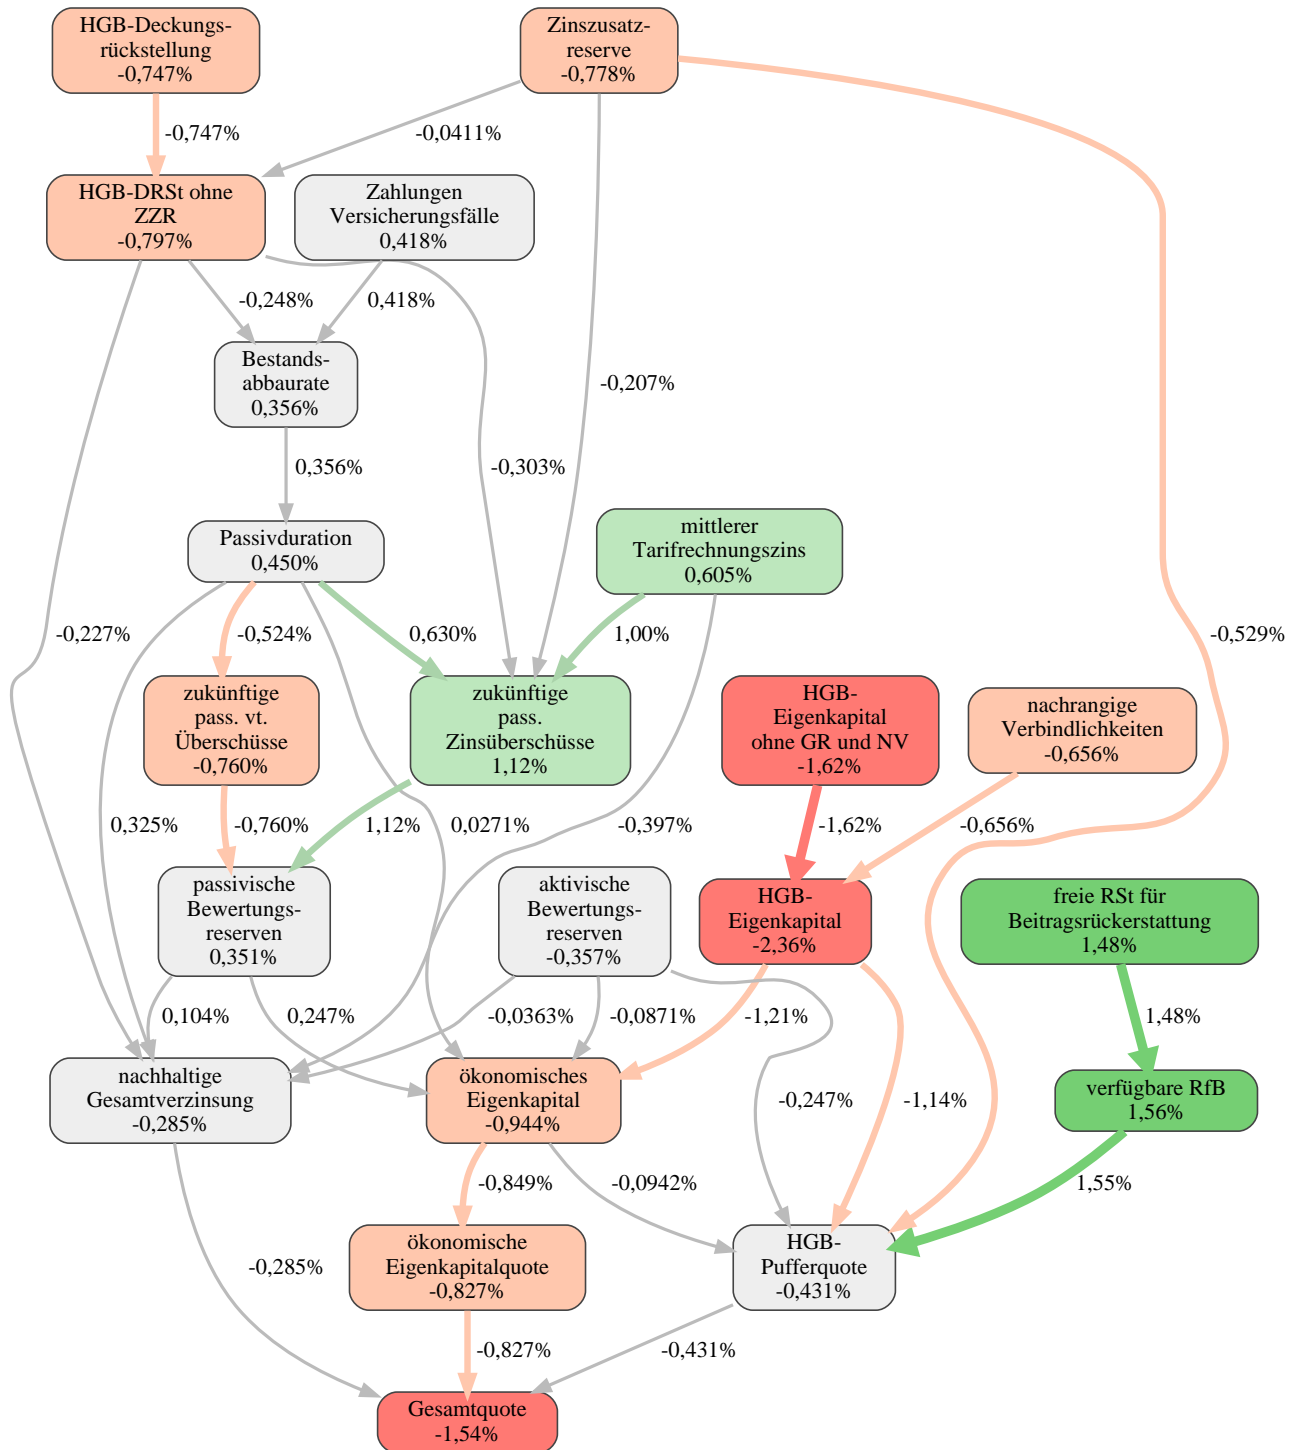 HGB-Deckungs-
rückstellung
-0,747%
Zinszusatz-
reserve
-0,778%
-0,747%
-0,0411%
HGB-DRSt ohne
ZZR
-0,797%
Zahlungen
Versicherungsfälle
0,418%
-0,248%
0,418%
Bestands-
abbaurate
0,356%
-0,207%
0,356%
-0,303%
Passivduration
0,450%
mittlerer
Tarifrechnungszins
0,605%
-0,227%
-0,524%
0,630%
1,00%
-0,529%
zukünftige
pass. vt.
Überschüsse
-0,760%
zukünftige
pass.
Zinsüberschüsse
1,12%
HGB-
Eigenkapital
ohne GR und NV
-1,62%
nachrangige
Verbindlichkeiten
-0,656%
0,325%
-0,760%
1,12%
0,0271%
-0,397%
-1,62%
-0,656%
passivische
Bewertungs-
reserven
0,351%
aktivische
Bewertungs-
reserven
-0,357%
HGB-
Eigenkapital
-2,36%
freie RSt für
Beitragsrückerstattung
1,48%
0,104%
0,247%
-0,0363%
-0,0871%
-1,21%
1,48%
nachhaltige
Gesamtverzinsung
-0,285%
ökonomisches
Eigenkapital
-0,944%
-0,247%
-1,14%
verfügbare RfB
1,56%
-0,849%
-0,0942%
1,55%
-0,285%
ökonomische
Eigenkapitalquote
-0,827%
HGB-
Pufferquote
-0,431%
-0,827%
-0,431%
Gesamtquote
-1,54%